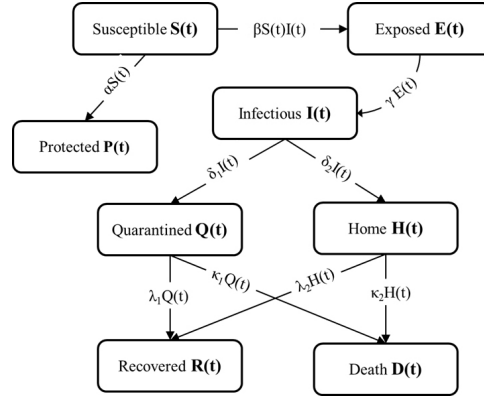 Susceptible S(t)
βS(t)I(t)
Exposed E(t)
αS(t)
γ E(t)
Infectious I(t)
Protected P(t)
δ₁I(t)
δ₂I(t)
Quarantined Q(t)
Home H(t)
λ₁Q(t)
κ₁Q(t)
λ₂H(t)
κ₂H(t)
Recovered R(t)
Death D(t)